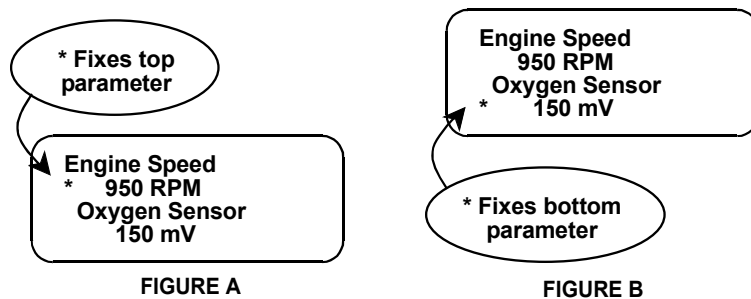 * Fixes top
parameter
Engine Speed
* 950 RPM
Oxygen Sensor
150 mV
FIGURE A
Engine Speed
950 RPM
Oxygen Sensor
* 150 mV
* Fixes bottom
parameter
FIGURE B